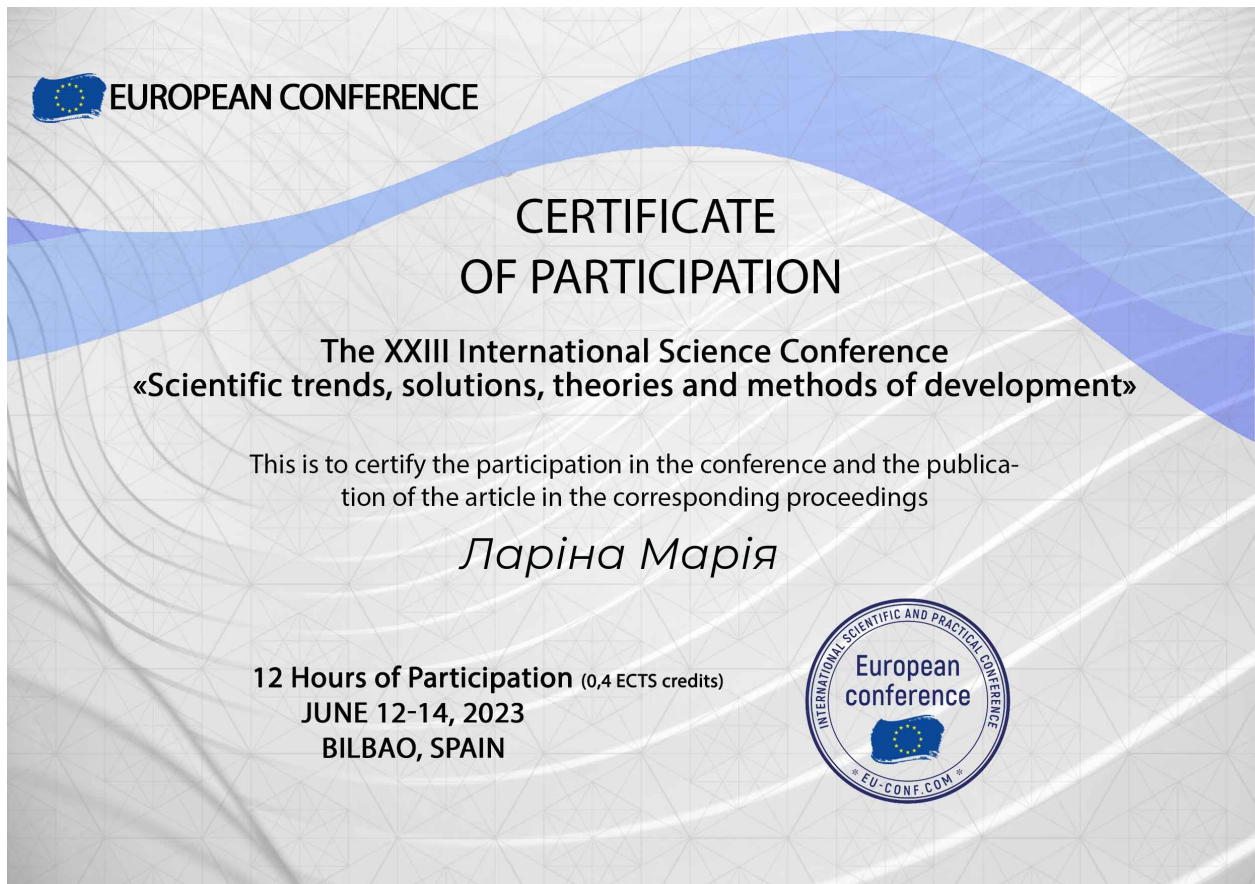 EUROPEAN CONFERENCE
CERTIFICATE
OF PARTICIPATION
The XXIII International Science Conference
«Scientific trends, solutions, theories and methods of development»
This is to certify the participation in the conference and the publica-
tion of the article in the corresponding proceedings
Ларіна Марія
12 Hours of Participation (0,4 ECTS credits)
JUNE 12-14, 2023
BILBAO, SPAIN
INTERNATIONAL SCIENTIFIC AND PRACTICAL CONFERENCE
European
conference
* EU-CONF.COM *